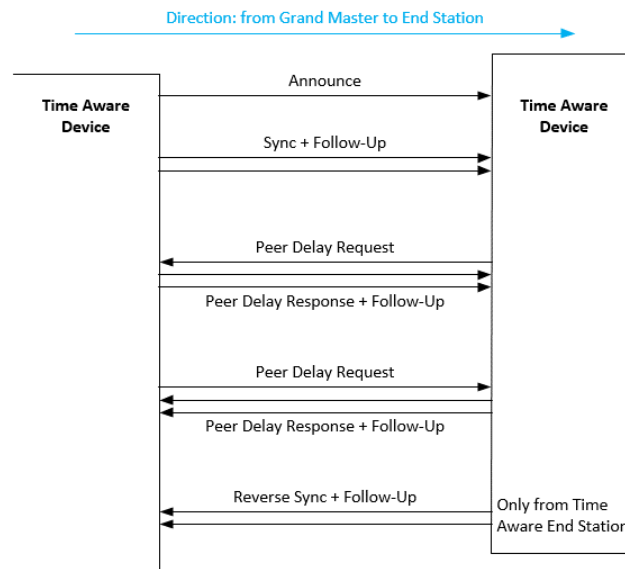 Direction: from Grand Master to End Station
Announce
Time Aware
Device
Time Aware
Device
Sync + Follow-Up
Peer Delay Request
Peer Delay Response + Follow-Up
Peer Delay Request
Peer Delay Response + Follow-Up
Reverse Sync + Follow-Up
Only from Time
Aware End Station